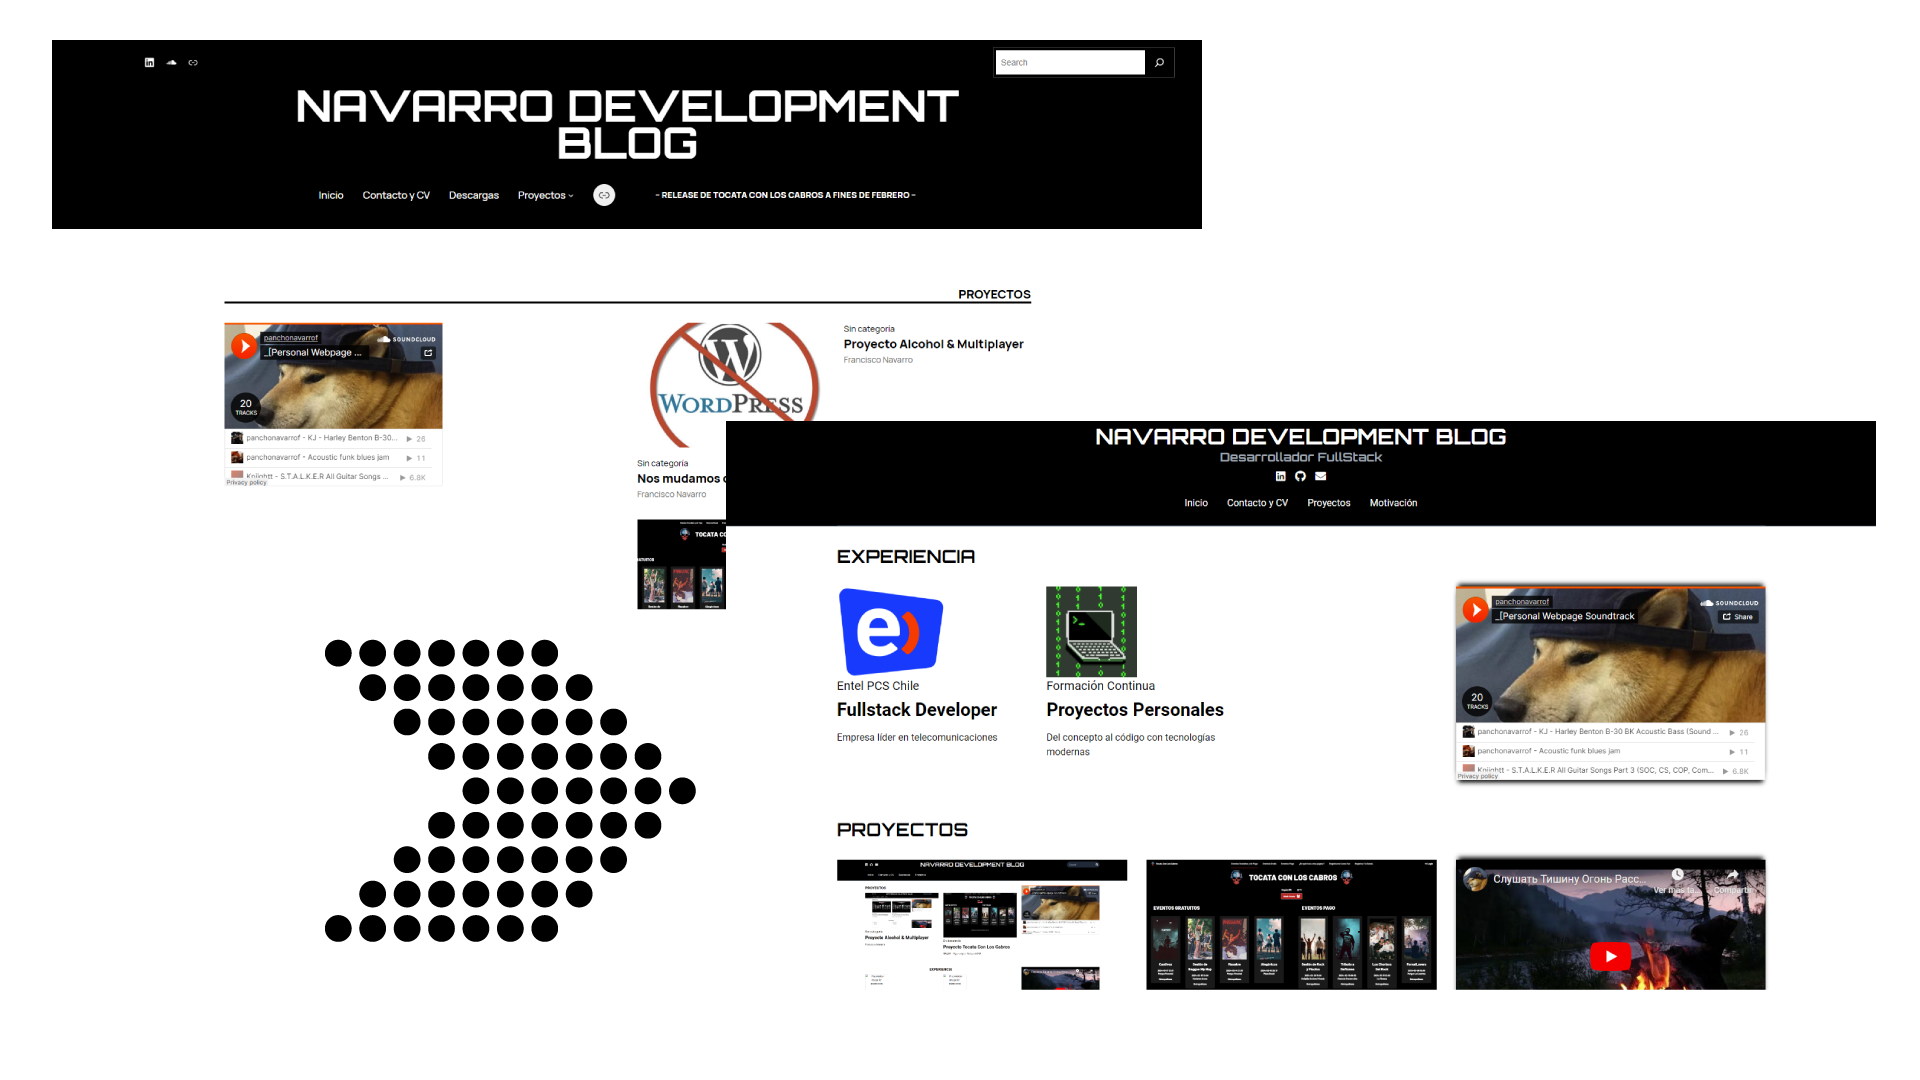 Search
NAVARRO DEVELOPMENT
BLOG
Inicio
Contacto y CV
Descargas
Proyectos
– RELEASE DE TOCATA CON LOS CABROS A FINES DE FEBRERO –
PROYECTOS
panchonavarrof
_[Personal Webpage ...
SOUNDCLOUD
20
TRACKS
panchonavarrof - KJ - Harley Benton B-30... 26
panchonavarrof - Acoustic funk blues jam 11
Knjightt - S.T.A.L.K.E.R All Guitar Songs ... 6.8K
Privacy policy
WORDPRESS
Sin categoría
Nos mudamos
Francisco Navarro
TOCATA CO
Sin categoría
Proyecto Alcohol & Multiplayer
Francisco Navarro
NAVARRO DEVELOPMENT BLOG
Desarrollador FullStack
Inicio
Contacto y CV
Proyectos
Motivación
EXPERIENCIA
e)
Entel PCS Chile
Fullstack Developer
Empresa líder en telecomunicaciones
Formación Continua
Proyectos Personales
Del concepto al código con tecnologías
modernas
panchonavarrof
_[Personal Webpage Soundtrack
SOUNDCLOUD
Share
20
TRACKS
panchonavarrof - KJ - Harley Benton B-30 BK Acoustic Bass (Sound ... 26
panchonavarrof - Acoustic funk blues jam 11
Knjightt - S.T.A.L.K.E.R All Guitar Songs Part 3 (SOC, CS, COP, Com... 6.8K
Privacy policy
PROYECTOS
NAVARRO DEVELOPMENT BLOG
PROYECTOS
Proyecto Alcohol & Multiplayer
Proyecto Tocata Con Los Cabros
EXPERIENCIA
TOCATA CON LOS CABROS
EVENTOS GRATUITOS
EVENTOS PAGO
Слушать Тишину Огонь Расс...
Ver más ta...
Compartir